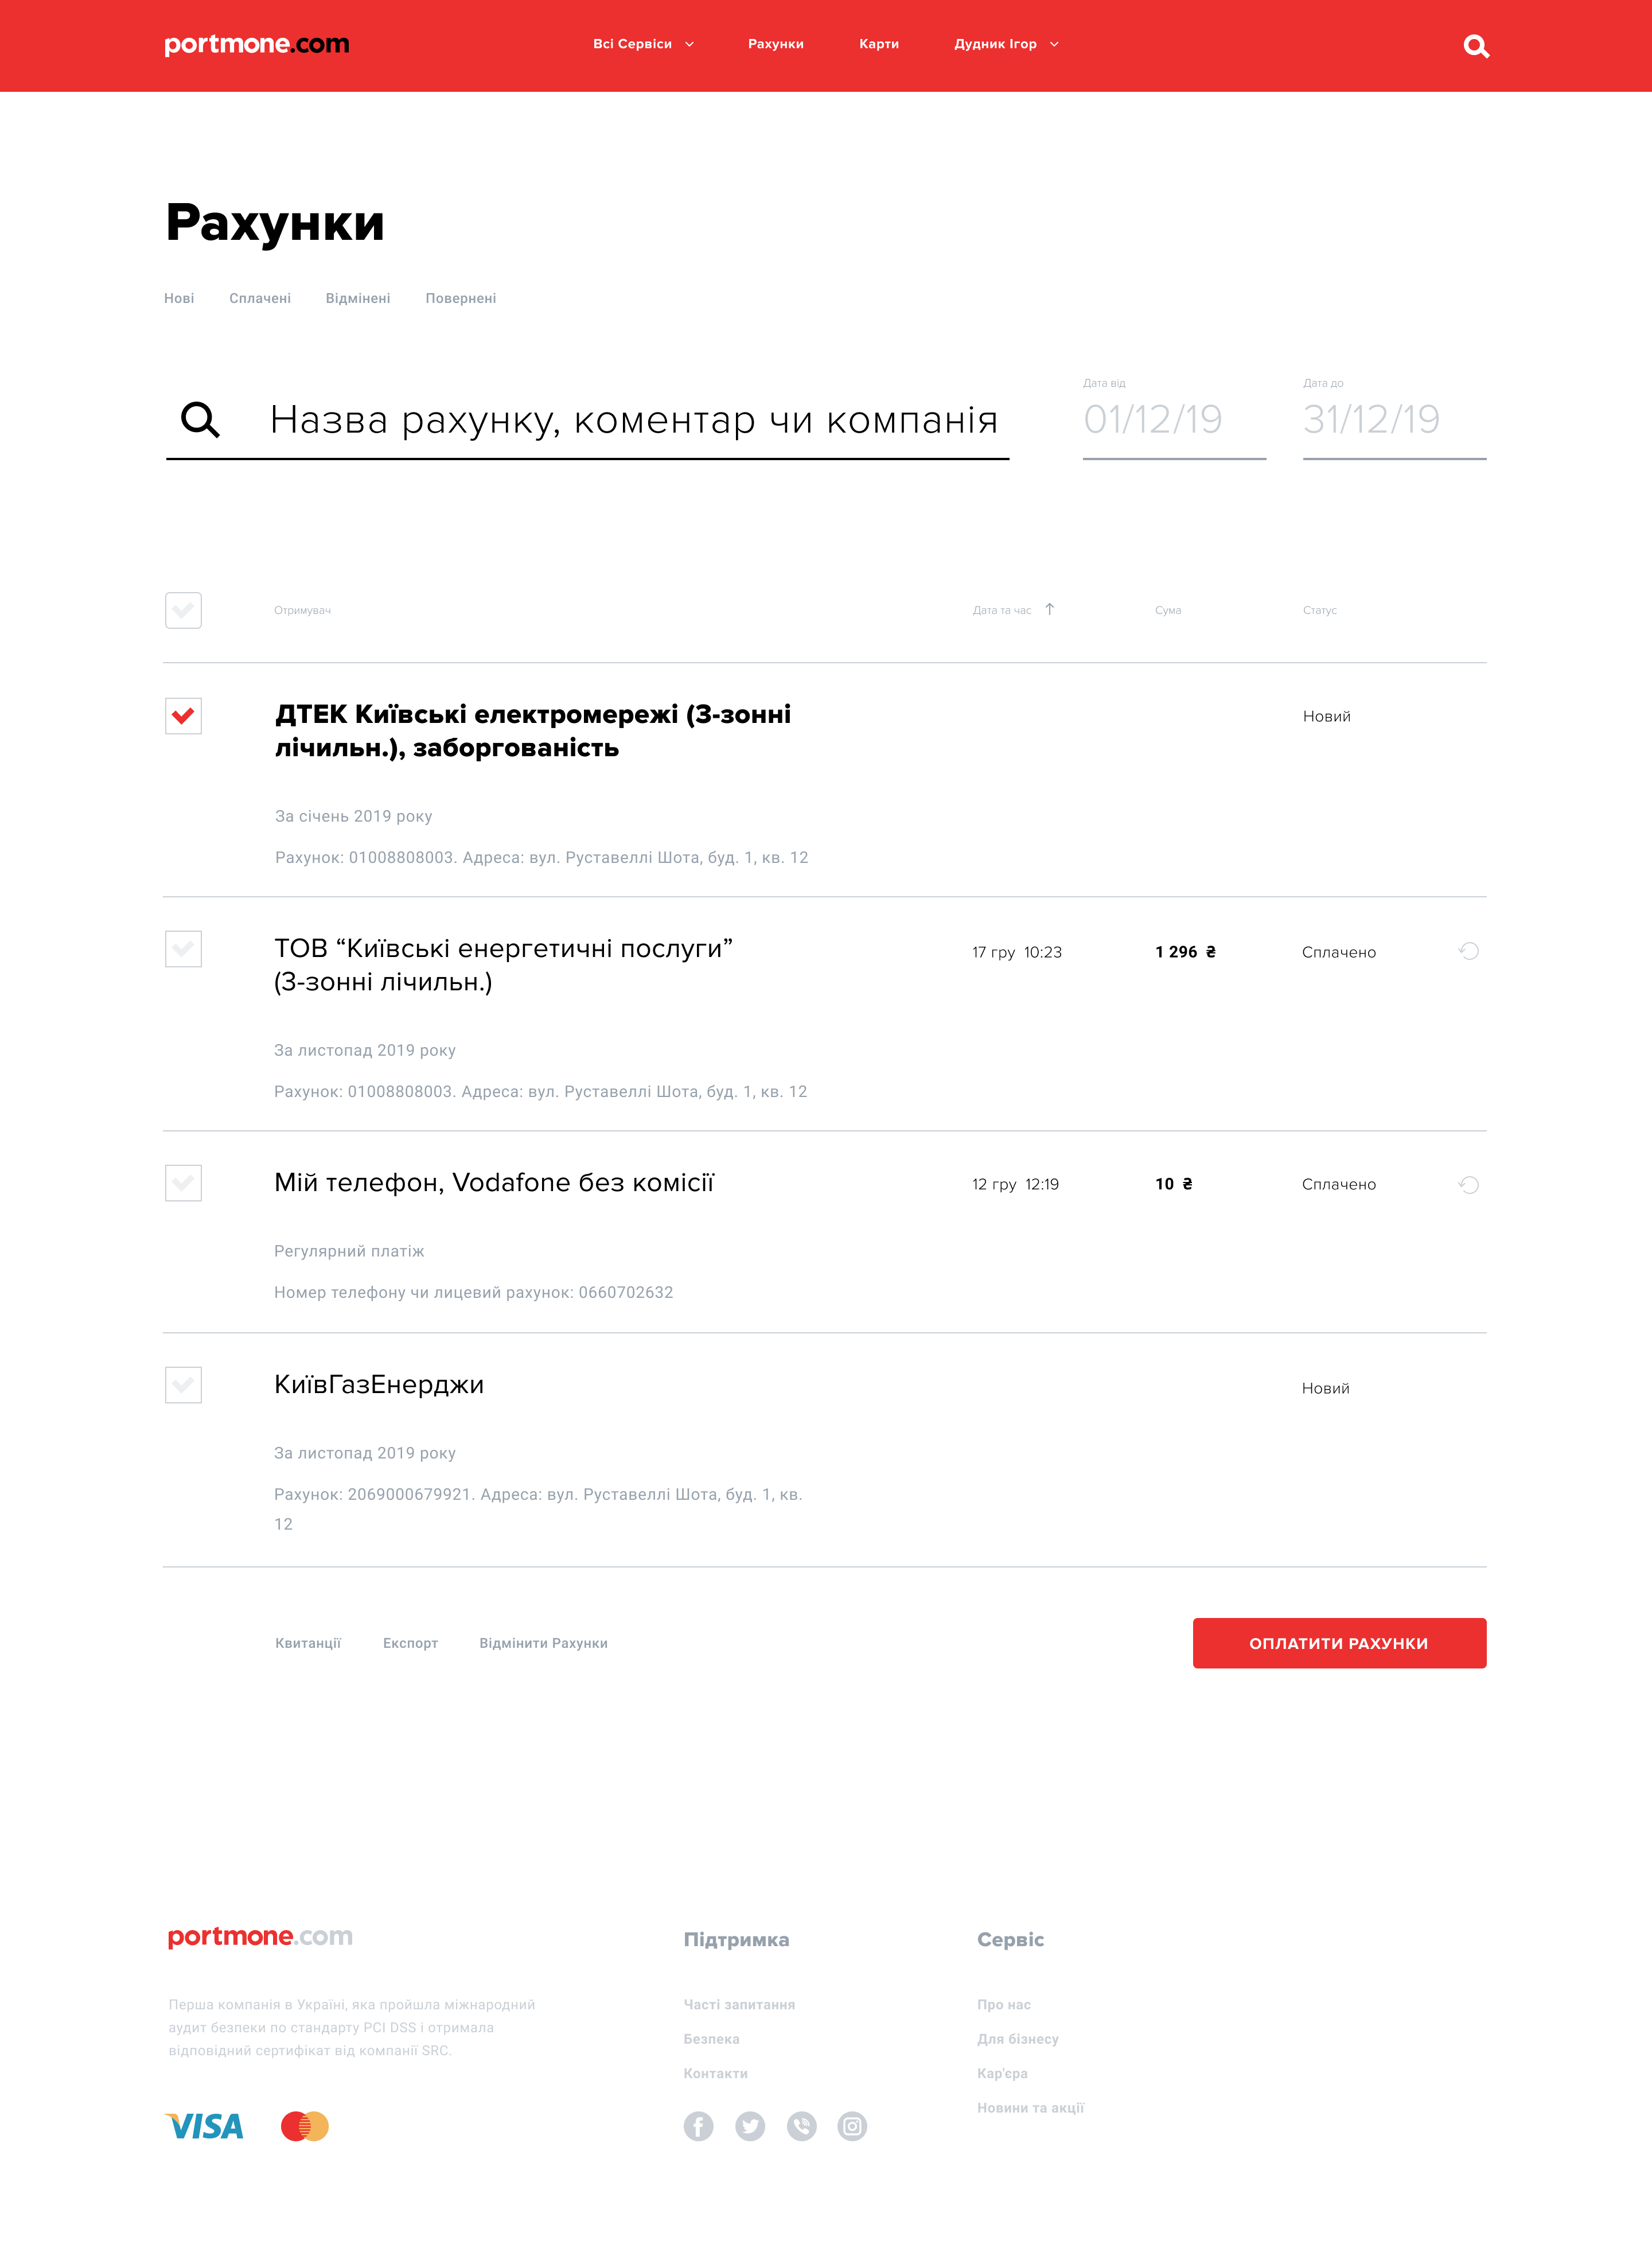 portmone.com
Всі Сервіси
Рахунки
Карти
Дудник Ігор
Рахунки
Нові
Сплачені
Відмінені
Повернені
Назва рахунку, коментар чи компанія
Дата від
01/12/19
Дата до
31/12/19
Отримувач
Дата та час
Сума
Статус
ДТЕК Київські електромережі (3-зонні
лічильн.), заборгованість
Новий
За січень 2019 року
Рахунок: 01008808003. Адреса: вул. Руставеллі Шота, буд. 1, кв. 12
ТОВ “Київські енергетичні послуги”
(3-зонні лічильн.)
17 гру 10:23
1 296 ₴
Сплачено
За листопад 2019 року
Рахунок: 01008808003. Адреса: вул. Руставеллі Шота, буд. 1, кв. 12
Мій телефон, Vodafone без комісії
12 гру 12:19
10 ₴
Сплачено
Регулярний платіж
Номер телефону чи лицевий рахунок: 0660702632
КиївГазЕнерджи
Новий
За листопад 2019 року
Рахунок: 2069000679921. Адреса: вул. Руставеллі Шота, буд. 1, кв.
12
Квитанції
Експорт
Відмінити Рахунки
ОПЛАТИТИ РАХУНКИ
portmone.com
Перша компанія в Україні, яка пройшла міжнародний
аудит безпеки по стандарту PCI DSS і отримала
відповідний сертифікат від компанії SRC.
VISA
Підтримка
Часті запитання
Безпека
Контакти
Сервіс
Про нас
Для бізнесу
Кар'єра
Новини та акції